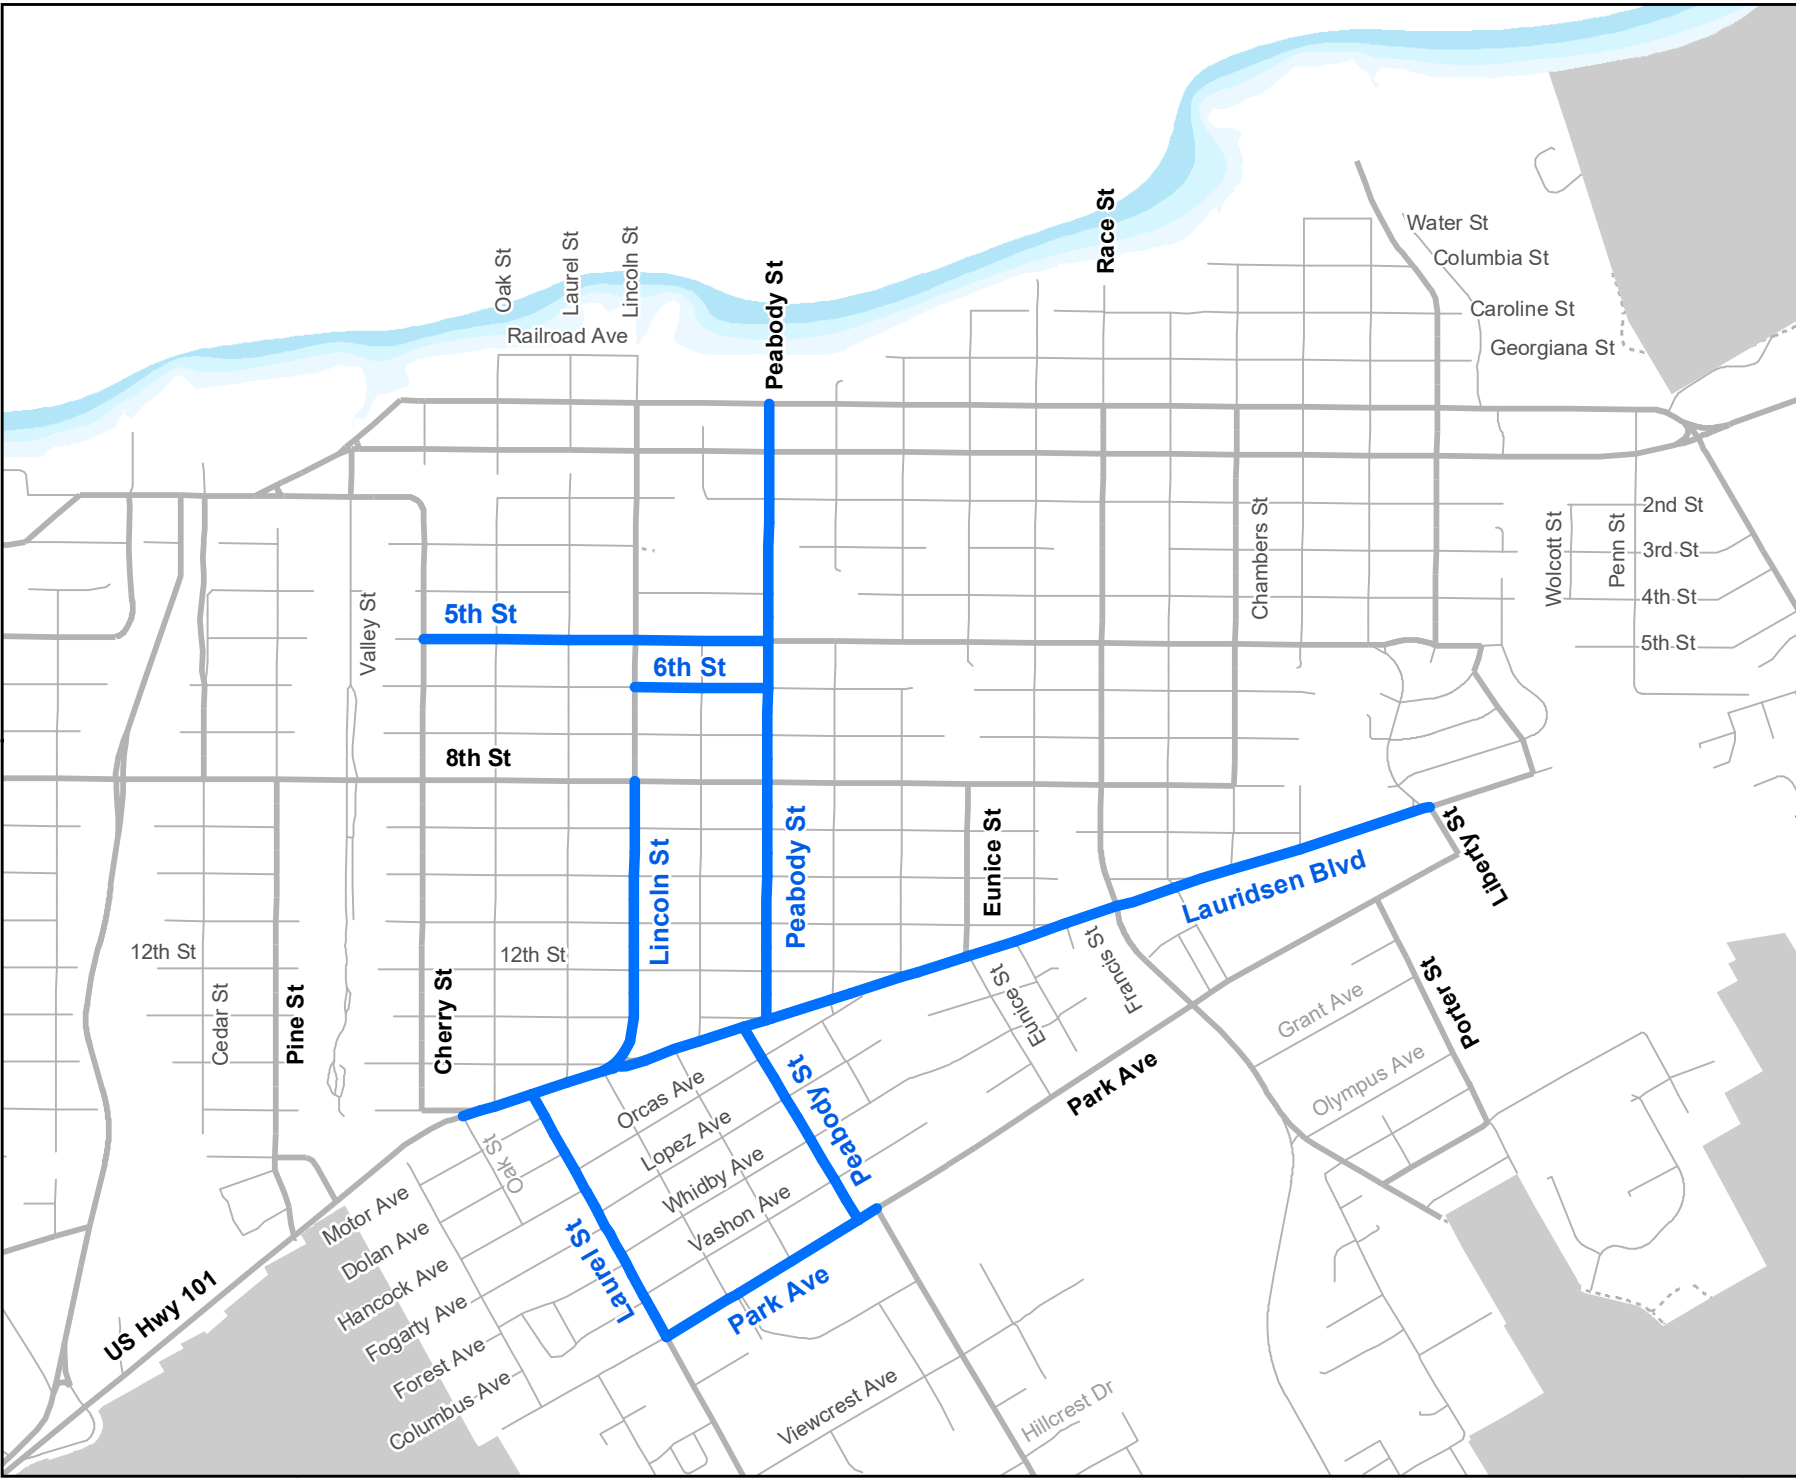 Race St
Water St
Oak St
Laurel St
Lincoln St
Columbia St
Peabody St
Caroline St
Railroad Ave
Georgiana St
2nd St
Chambers St
Wolcott St
Penn St
3rd St
Valley St
4th St
5th St
5th St
6th St
8th St
Lincoln St
Peabody St
Eunice St
Liberty St
Lauridsen Blvd
12th St
12th St
Cedar St
Pine St
Cherry St
Eunice St
Francis St
Grant Ave
Porter St
Park Ave
Olympus Ave
Orcas Ave
Lopez Ave
Peabody St
Oak St
Whidby Ave
Vashon Ave
Motor Ave
Dolan Ave
Laurel St
Hancock Ave
Park Ave
US Hwy 101
Fogarty Ave
Forest Ave
Columbus Ave
Viewcrest Ave
Hillcrest Dr